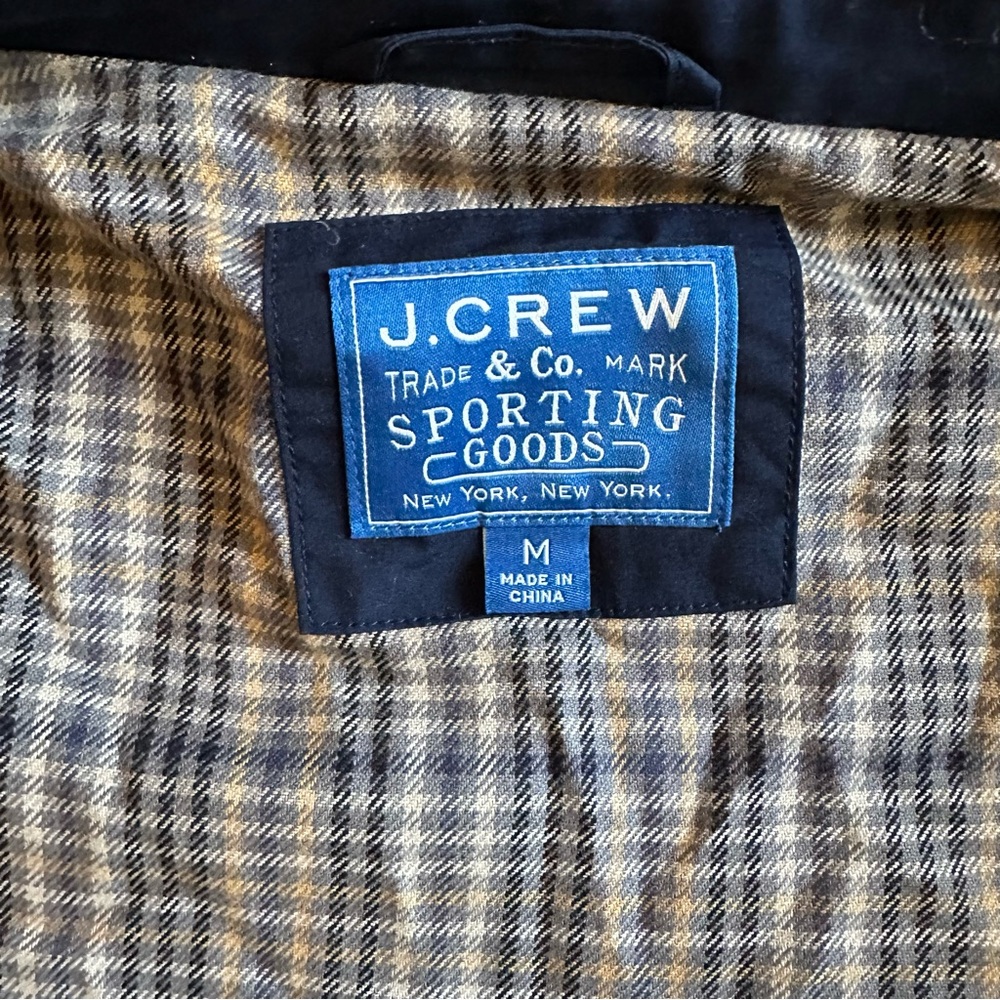 J.CREW
TRADE & Co. MARK
SPORTING
GOODS
NEW YORK, NEW YORK.
M
MADE IN
CHINA